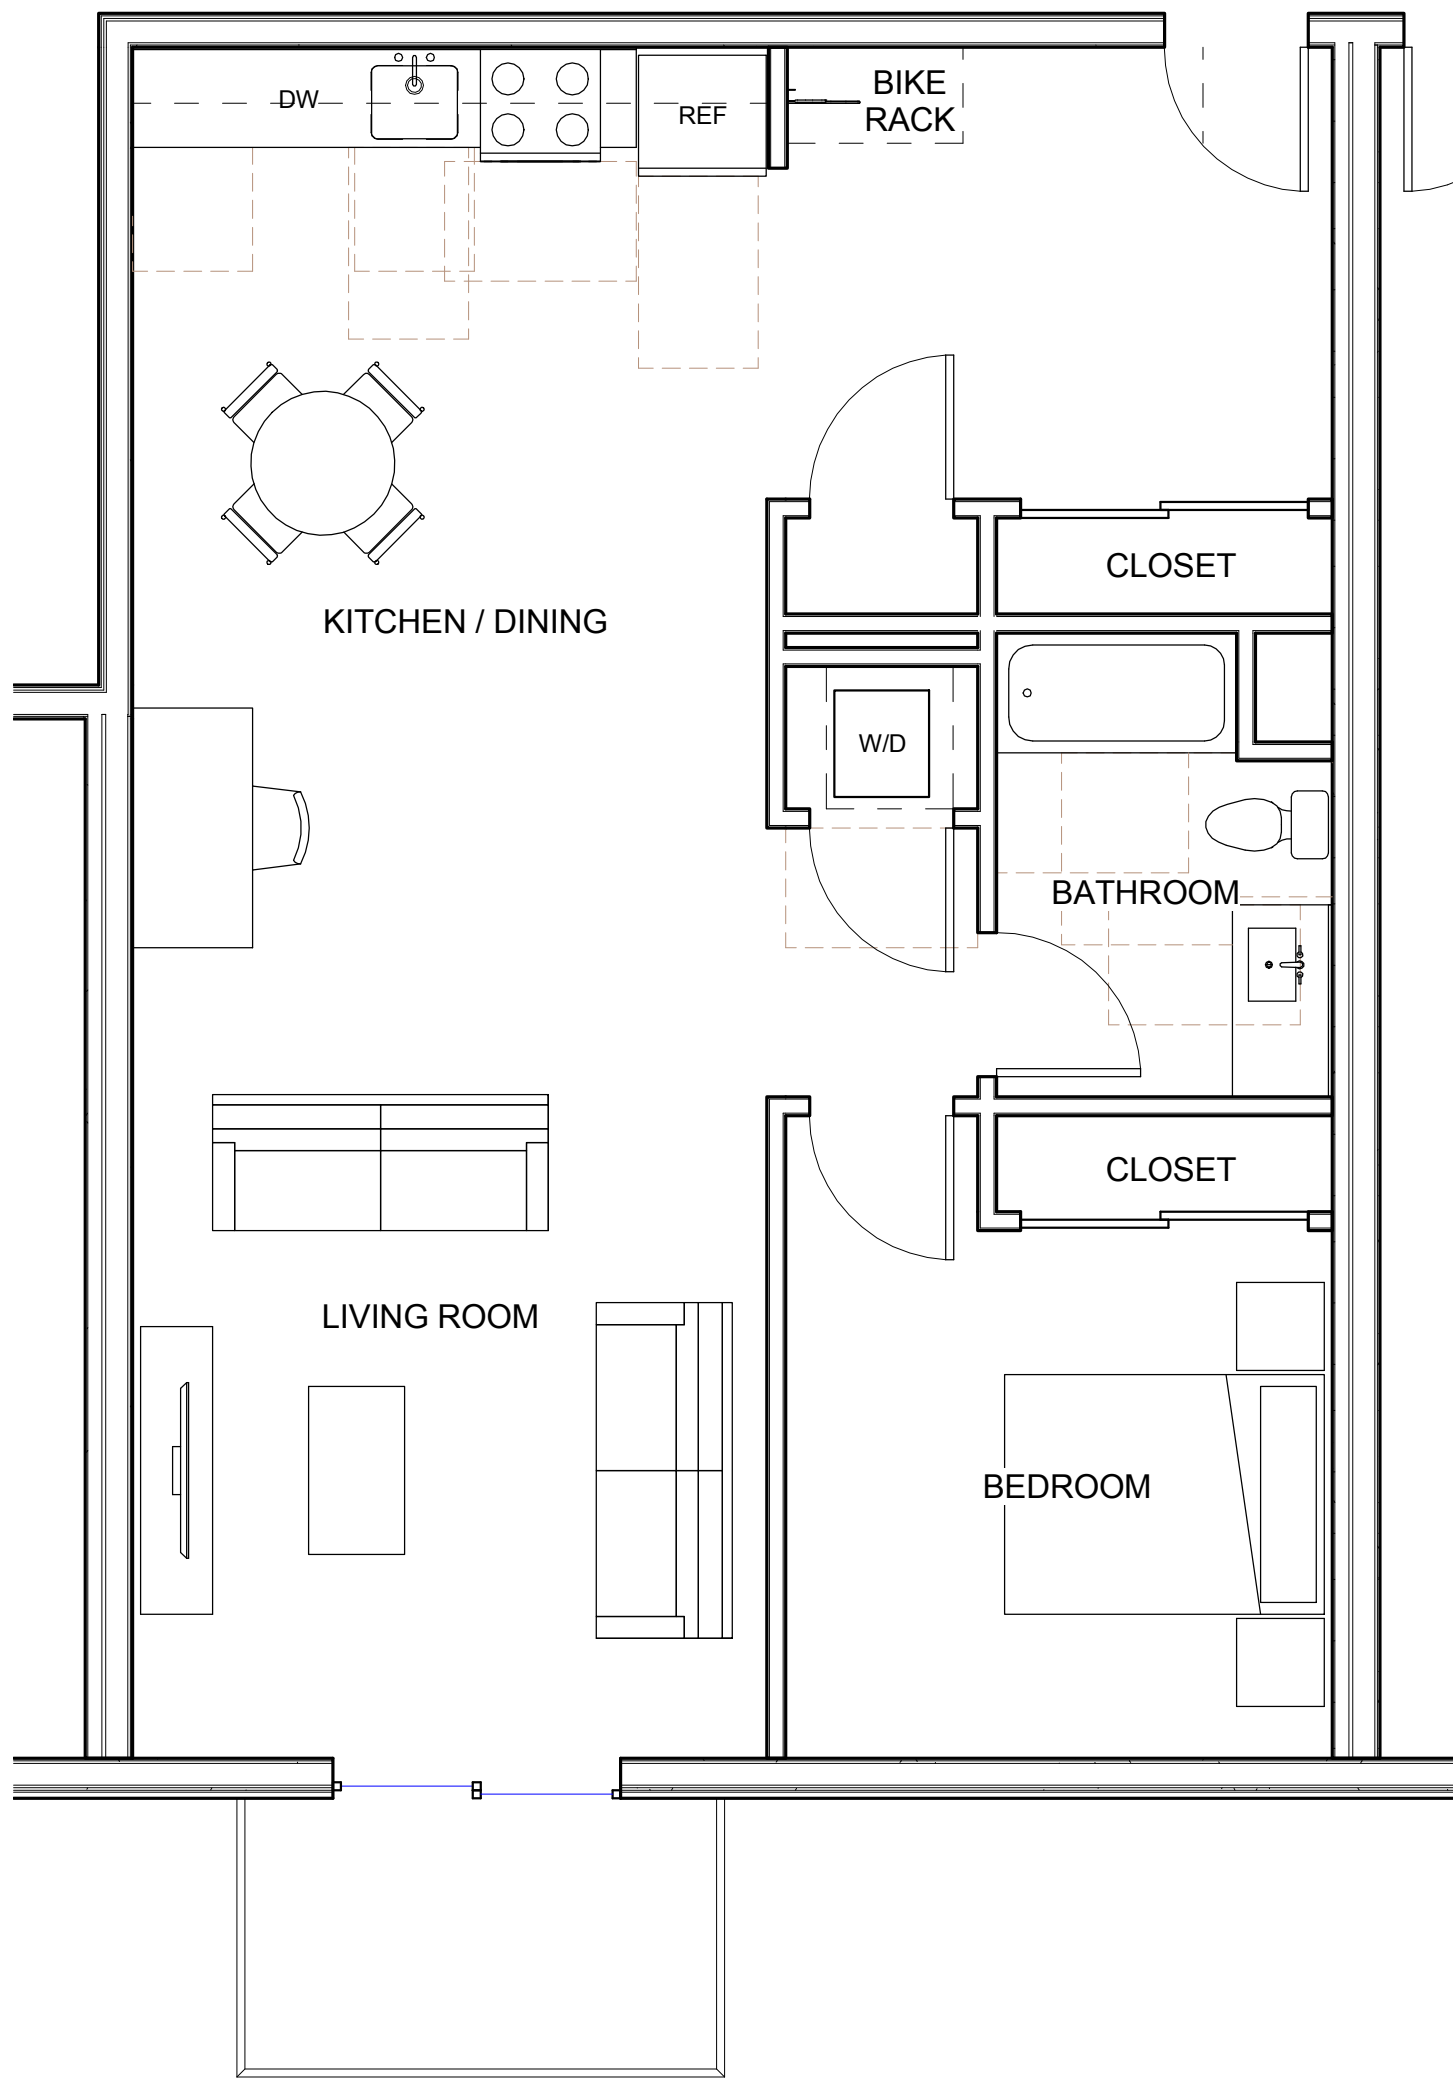 DW
REF
BIKE
RACK
CLOSET
KITCHEN / DINING
W/D
BATHROOM
CLOSET
LIVING ROOM
BEDROOM